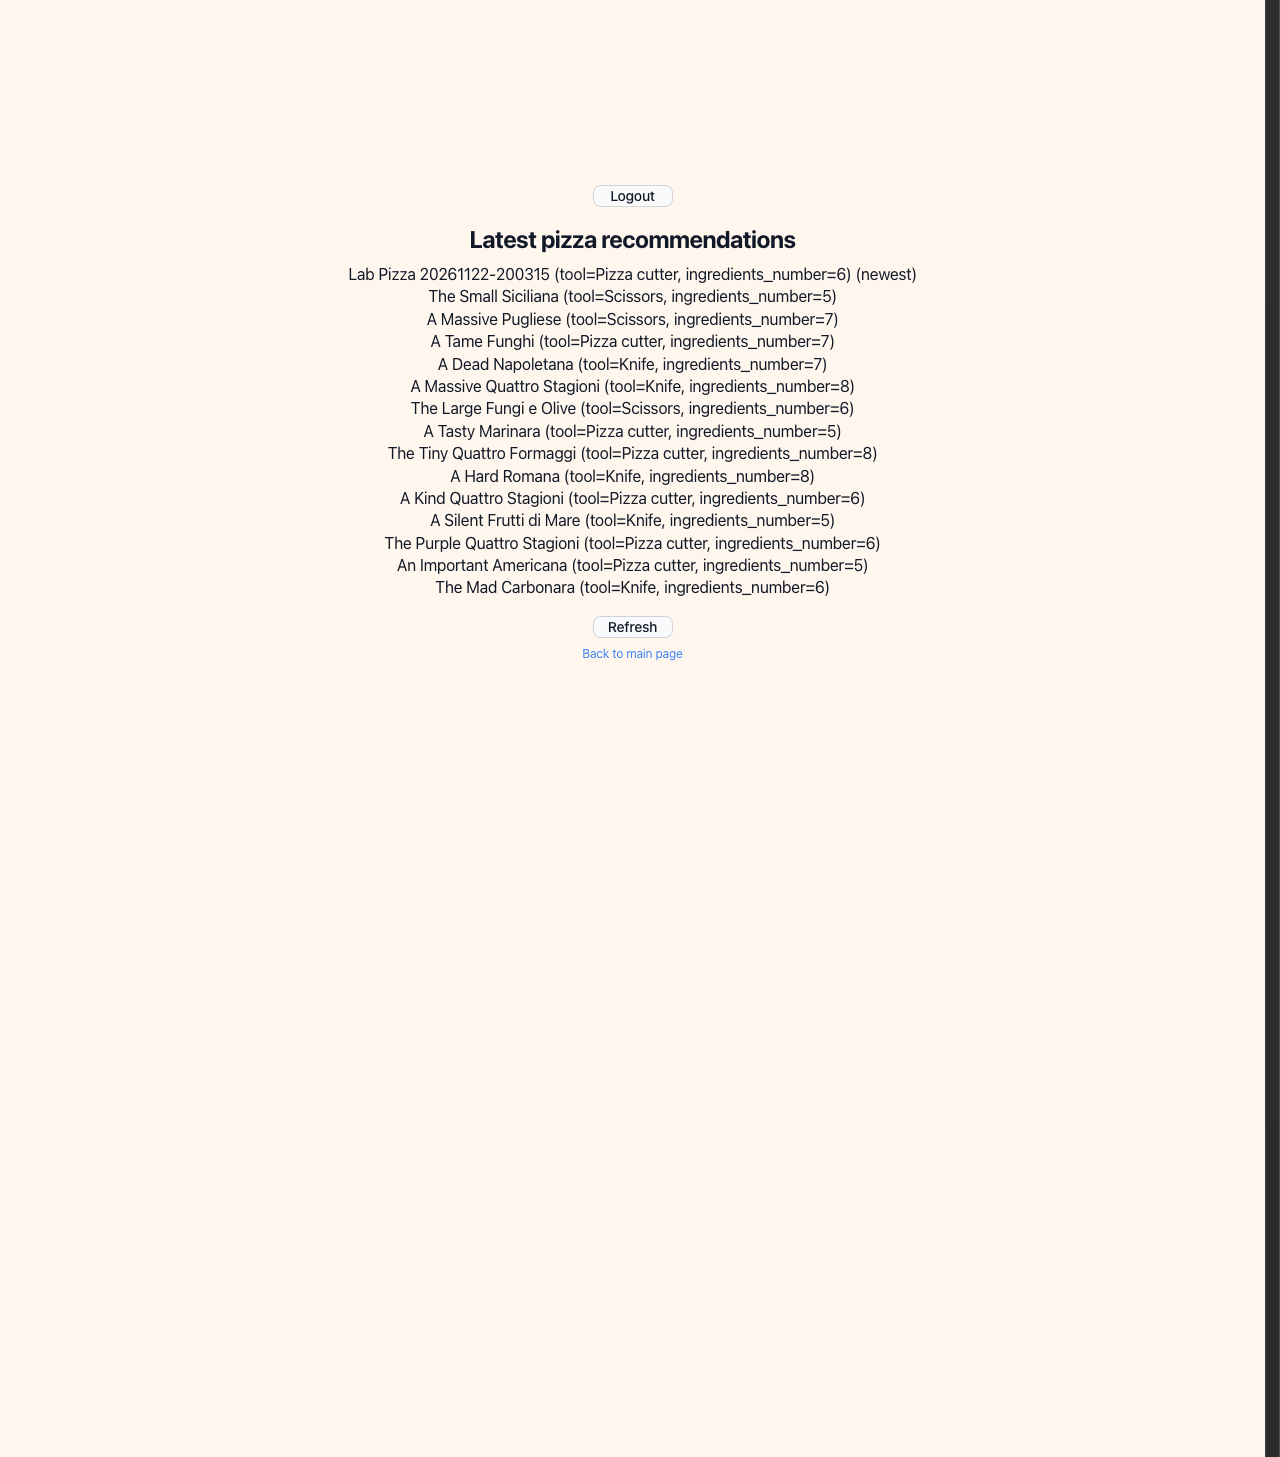 Logout
Latest pizza recommendations
Lab Pizza 20261122-200315 (tool=Pizza cutter, ingredients_number=6) (newest)
The Small Siciliana (tool=Scissors, ingredients_number=5)
A Massive Pugliese (tool=Scissors, ingredients_number=7)
A Tame Funghi (tool=Pizza cutter, ingredients_number=7)
A Dead Napoletana (tool=Knife, ingredients_number=7)
A Massive Quattro Stagioni (tool=Knife, ingredients_number=8)
The Large Fungi e Olive (tool=Scissors, ingredients_number=6)
A Tasty Marinara (tool=Pizza cutter, ingredients_number=5)
The Tiny Quattro Formaggi (tool=Pizza cutter, ingredients_number=8)
A Hard Romana (tool=Knife, ingredients_number=8)
A Kind Quattro Stagioni (tool=Pizza cutter, ingredients_number=6)
A Silent Frutti di Mare (tool=Knife, ingredients_number=5)
The Purple Quattro Stagioni (tool=Pizza cutter, ingredients_number=6)
An Important Americana (tool=Pizza cutter, ingredients_number=5)
The Mad Carbonara (tool=Knife, ingredients_number=6)
Refresh
Back to main page